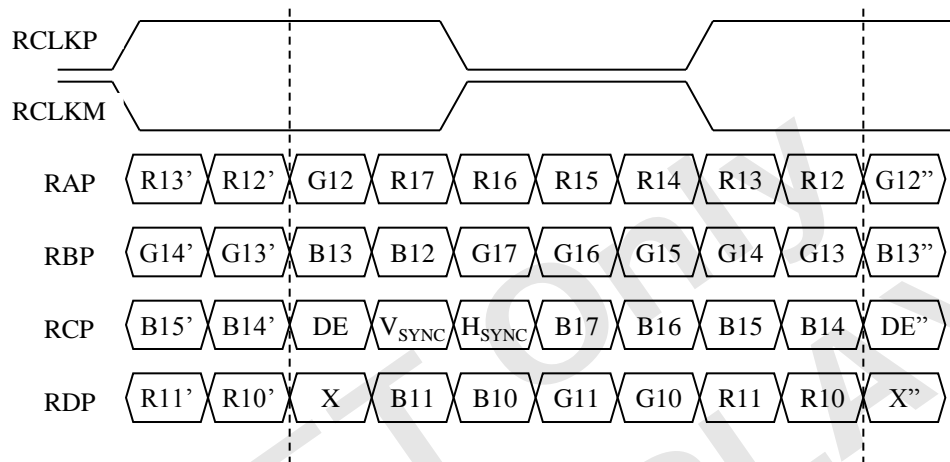 RCLKP
RCLKM
RAP R13’ R12’ G12 R17 R16 R15 R14 R13 R12 G12”
RBP G14’ G13’ B13 B12 G17 G16 G15 G14 G13 B13”
RCP B15’ B14’ DE VSYNC HSYNC B17 B16 B15 B14 DE”
RDP R11’ R10’ X B11 B10 G11 G10 R11 R10 X”
Only